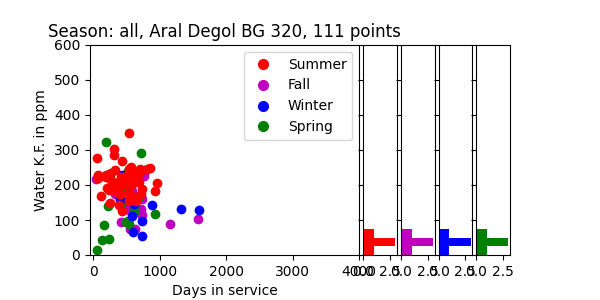 Season: all, Aral Degol BG 320, 111 points
Water K.F. in ppm
600
500
400
300
200
100
0
Summer
Fall
Winter
Spring
0 1000 2000 3000 4000 0.0 2.5 0.0 2.5 0.0 2.5 0.0 2.5
Days in service